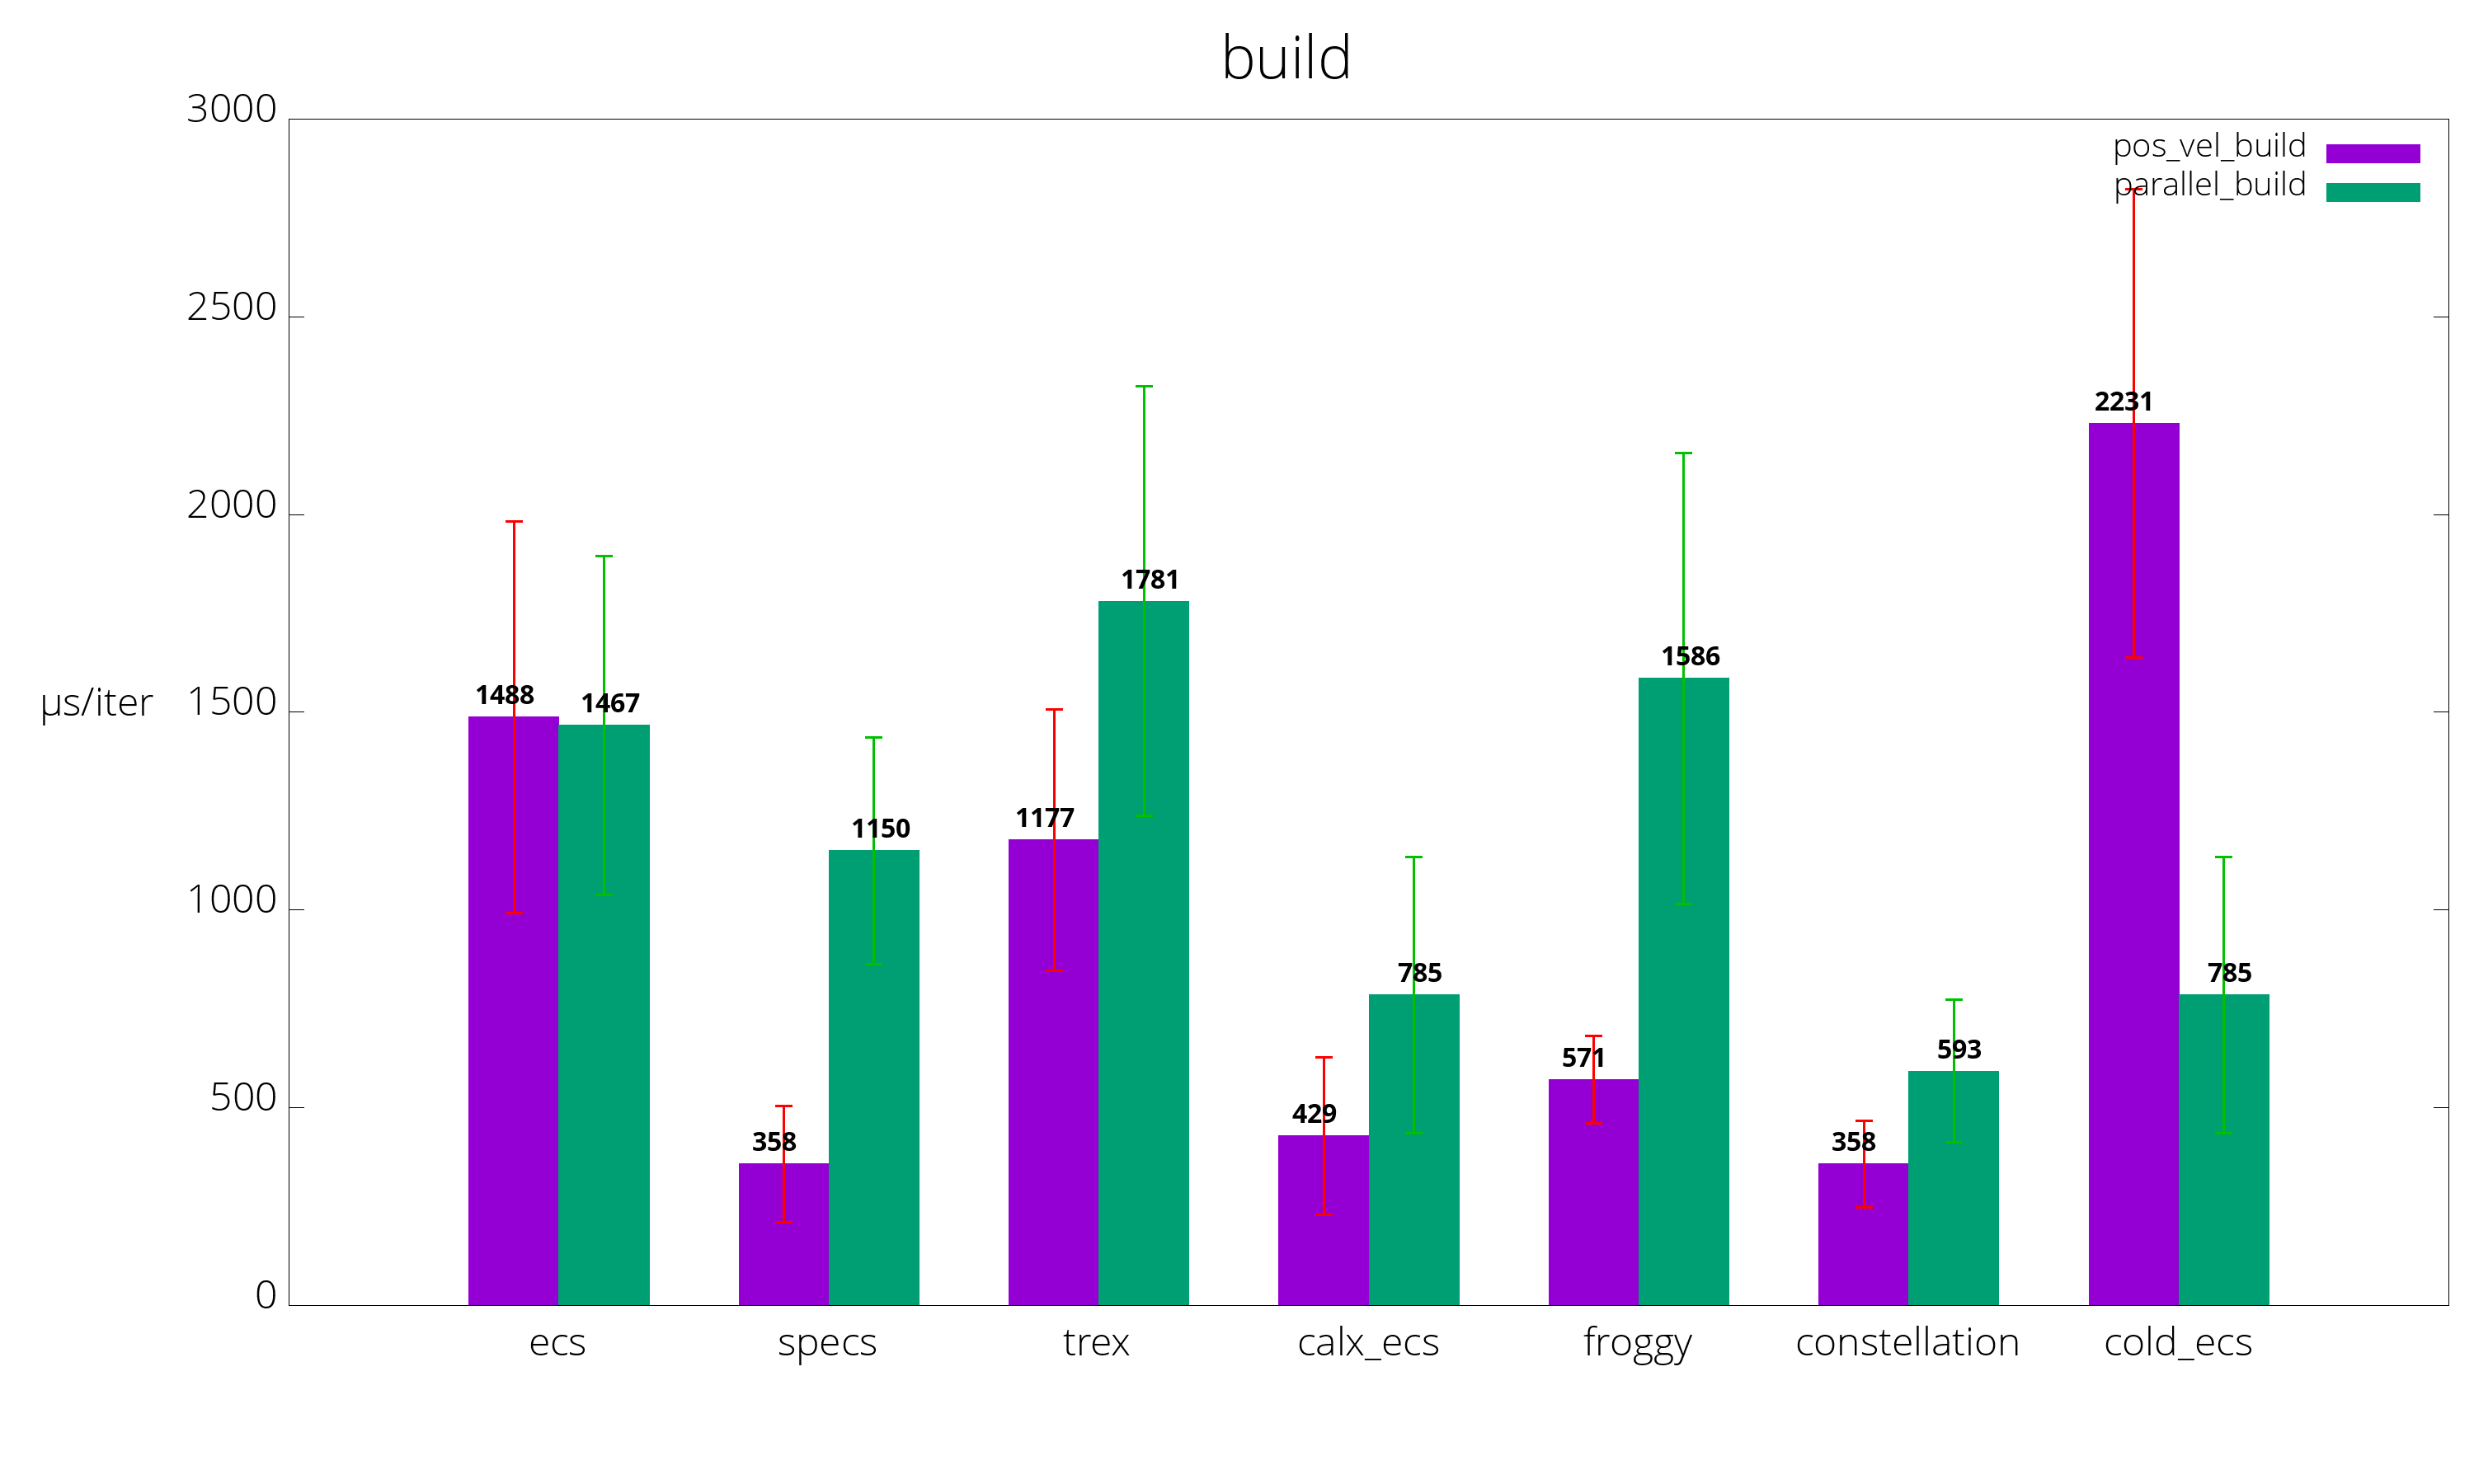 build
pos_vel_build
parallel_build
3000
2500
2000
1500
1000
500
0
µs/iter
1488
1467
358
1150
1177
1781
429
785
571
1586
358
593
2231
785
ecs
specs
trex
calx_ecs
froggy
constellation
cold_ecs